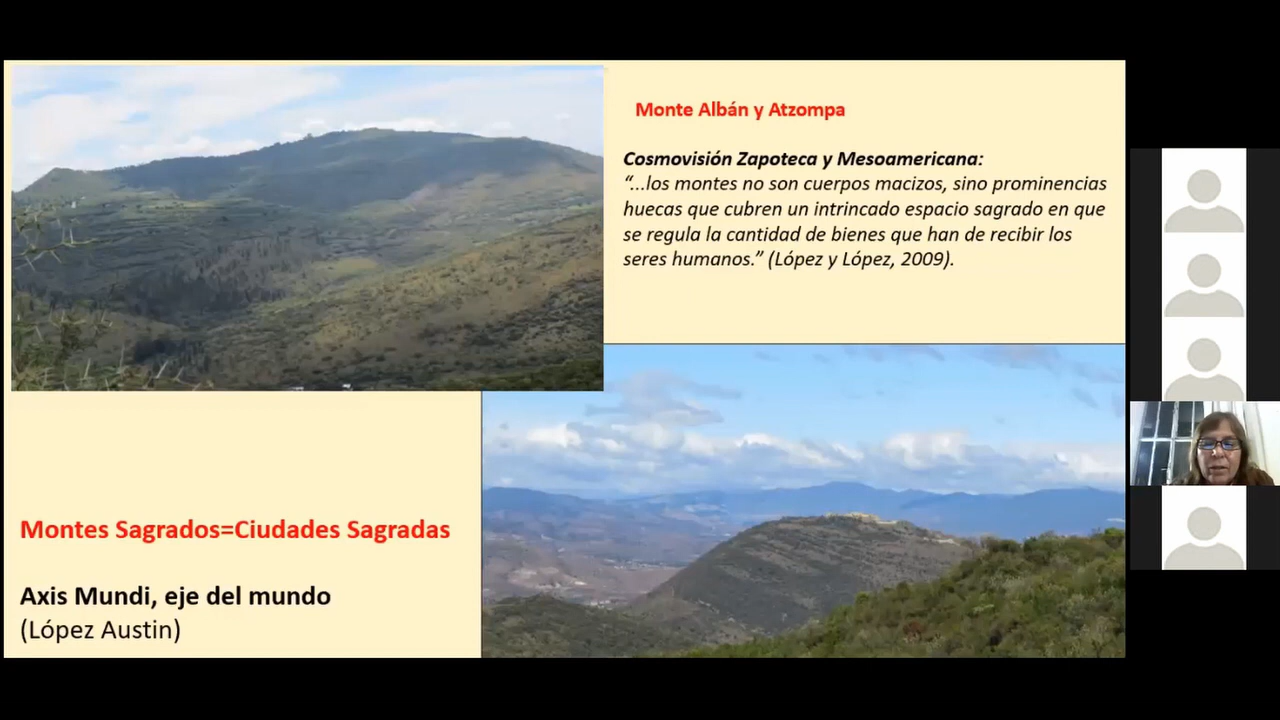 Monte Albán y Atzompa
Cosmovisión Zapoteca y Mesoamericana:
“...los montes no son cuerpos macizos, sino prominencias
huecas que cubren un intrincado espacio sagrado en que
se regula la cantidad de bienes que han de recibir los
seres humanos.” (López y López, 2009).
Montes Sagrados=Ciudades Sagradas
Axis Mundi, eje del mundo
(López Austin)